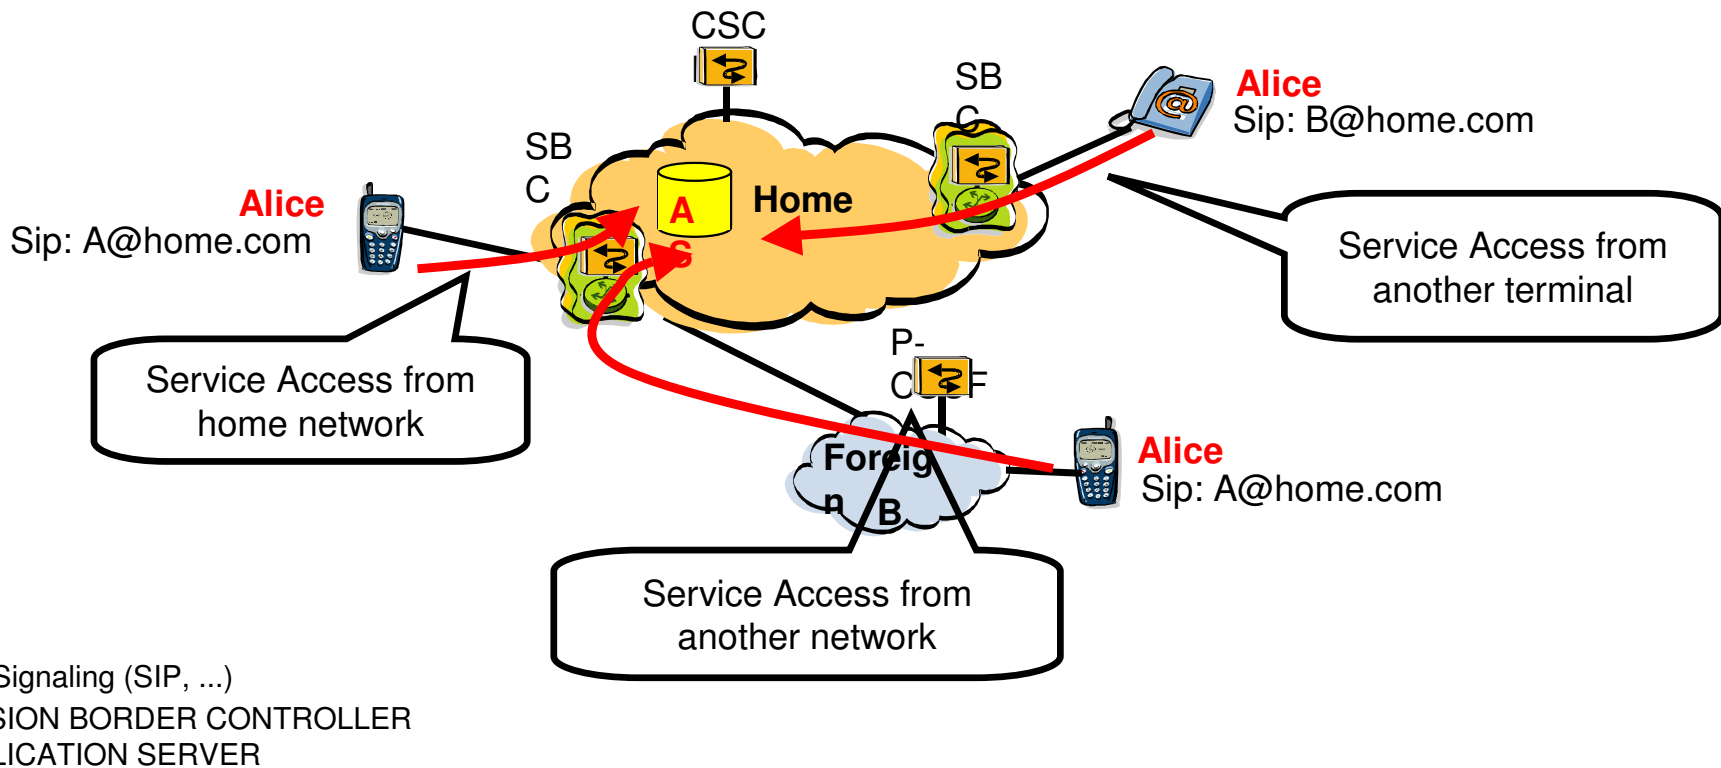 CSC
SB
C
Alice
Sip: B@home.com
SB
C
Alice
Sip: A@home.com
A
S
Home
Service Access from
another terminal
Service Access from
home network
P-
C F
Foreig
n B
Alice
Sip: A@home.com
Service Access from
another network
Signaling (SIP, ...)
SION BORDER CONTROLLER
LICATION SERVER